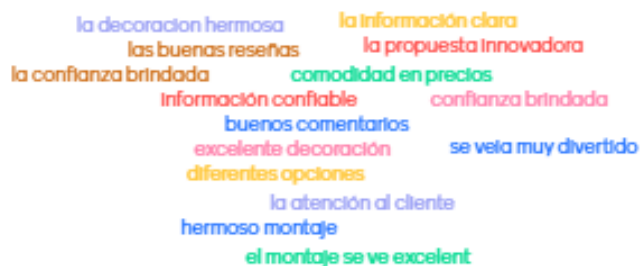 la decoracion hermosa
la información clara
las buenas reseñas
la propuesta innovadora
la confianza brindada
comodidad en precios
información confiable
confianza brindada
buenos comentarios
excelente decoración
se veia muy divertido
diferentes opciones
la atención al cliente
hermoso montaje
el montaje se ve excelent